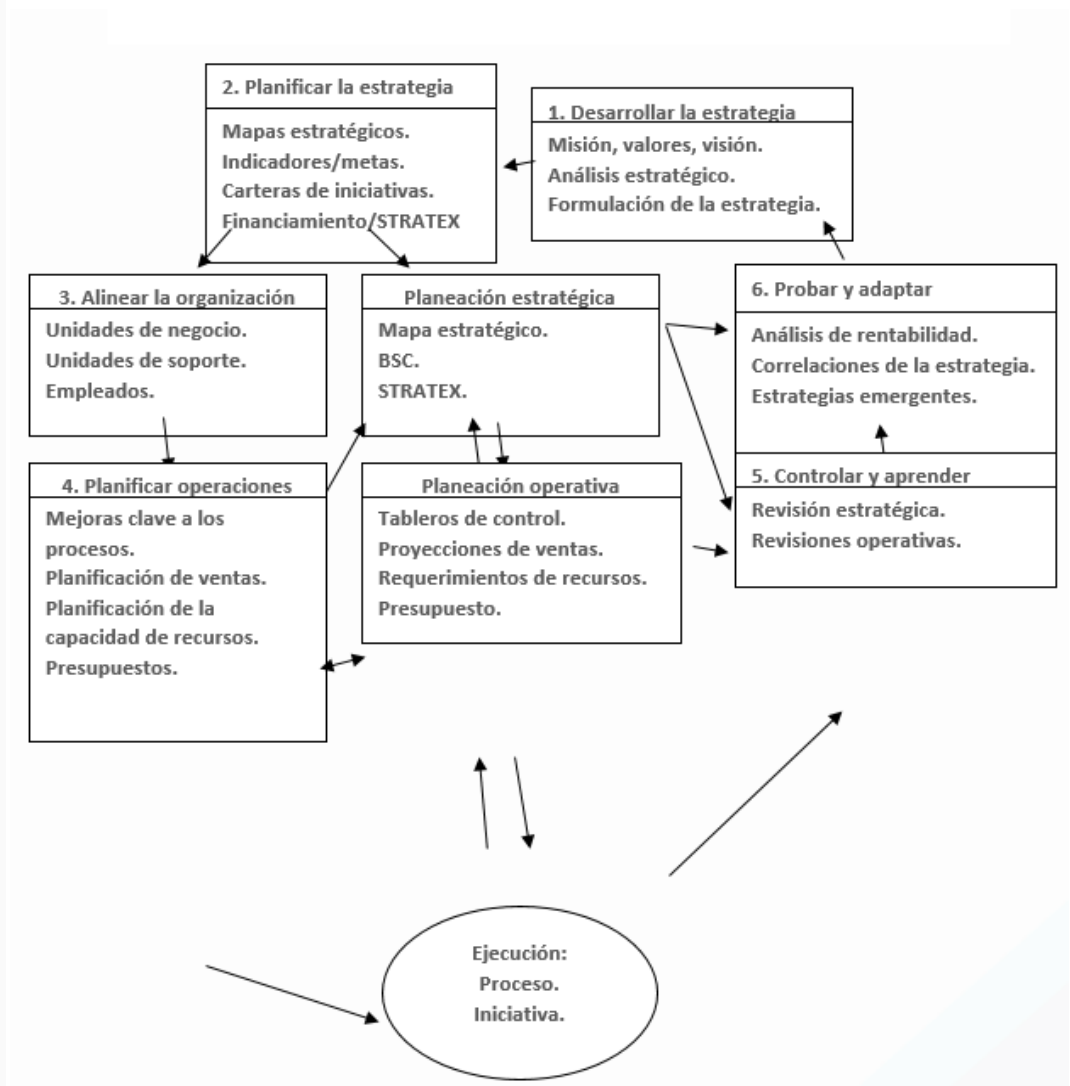 2. Planificar la estrategia
Mapas estratégicos.
Indicadores/metas.
Carteras de iniciativas.
Financiamiento/STRATEX
1. Desarrollar la estrategia
Misión, valores, visión.
Análisis estratégico.
Formulación de la estrategia.
3. Alinear la organización
Unidades de negocio.
Unidades de soporte.
Empleados.
Planeación estratégica
Mapa estratégico.
BSC.
STRATEX.
6. Probar y adaptar
Análisis de rentabilidad.
Correlaciones de la estrategia.
Estrategias emergentes.
4. Planificar operaciones
Mejoras clave a los
procesos.
Planificación de ventas.
Planificación de la
capacidad de recursos.
Presupuestos.
Planeación operativa
Tableros de control.
Proyecciones de ventas.
Requerimientos de recursos.
Presupuesto.
5. Controlar y aprender
Revisión estratégica.
Revisiones operativas.
Ejecución:
Proceso.
Iniciativa.